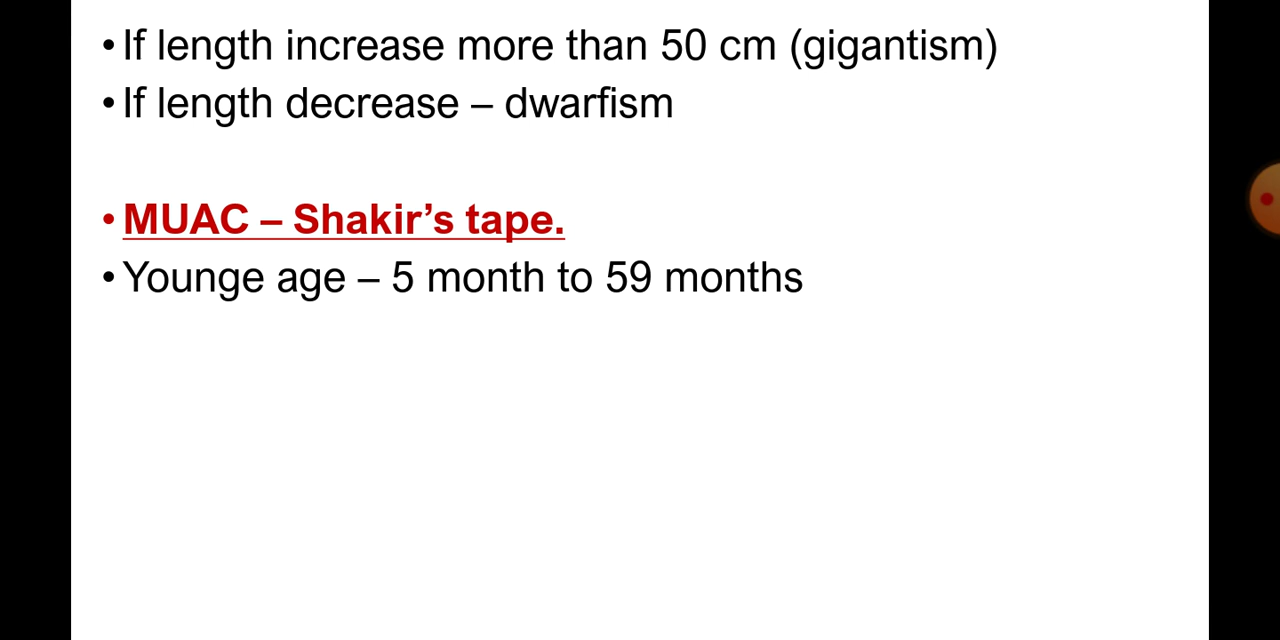 • If length increase more than 50 cm (gigantism)
• If length decrease – dwarfism
• MUAC – Shakir’s tape.
• Younge age – 5 month to 59 months